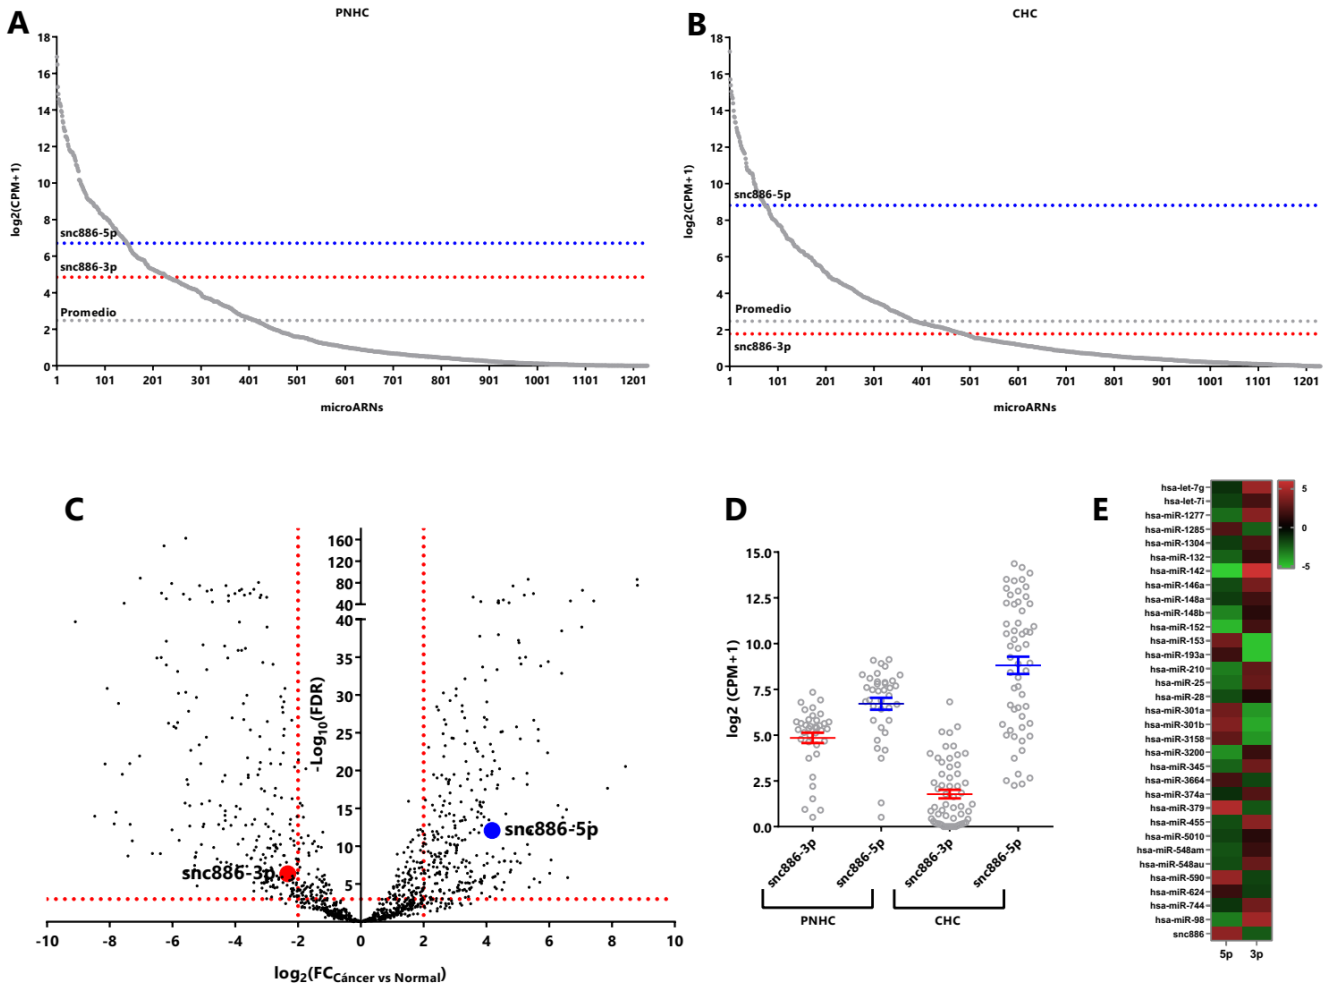 A
PNHC
18
16
14
12
10
8
6
4
2
0
log2(CPM+1)
snc886-5p
snc886-3p
Promedio
1 101 201 301 401 501 601 701 801 901 1001 1101 1201
microARNs
B
CHC
18
16
14
12
10
8
6
4
2
0
log2(CPM+1)
snc886-5p
Promedio
snc886-3p
1 101 201 301 401 501 601 701 801 901 1001 1101 1201
microARNs
C
160
120
80
40
40
35
30
25
20
15
10
5
-Log10(FDR)
snc886-5p
snc886-3p
-10 -8 -6 -4 -2 0 2 4 6 8 10
log2(FCCáncer vs Normal)
D
15.0
12.5
10.0
7.5
5.0
2.5
0.0
log2 (CPM+1)
snc886-3p
snc886-5p
snc886-3p
snc886-5p
PNHC CHC
E
hsa-let-7g
hsa-let-7i
hsa-miR-1277
hsa-miR-1285
hsa-miR-1304
hsa-miR-132
hsa-miR-142
hsa-miR-146a
hsa-miR-148a
hsa-miR-148b
hsa-miR-152
hsa-miR-153
hsa-miR-193a
hsa-miR-210
hsa-miR-25
hsa-miR-28
hsa-miR-301a
hsa-miR-301b
hsa-miR-3158
hsa-miR-3200
hsa-miR-345
hsa-miR-3664
hsa-miR-374a
hsa-miR-379
hsa-miR-455
hsa-miR-5010
hsa-miR-548am
hsa-miR-548au
hsa-miR-590
hsa-miR-624
hsa-miR-744
hsa-miR-98
snc886
5p 3p
5
0
-5